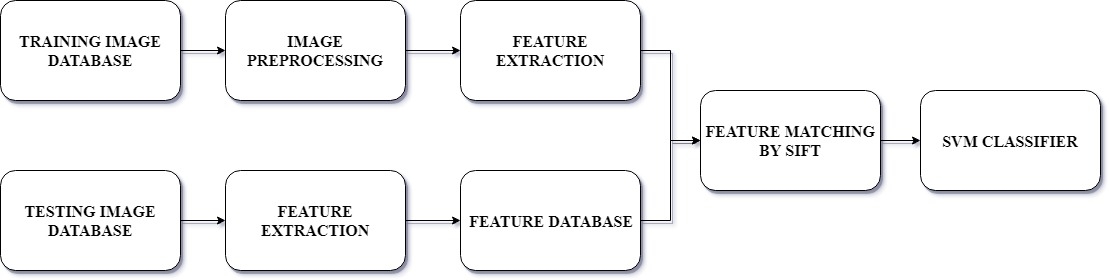 TRAINING IMAGE
DATABASE
IMAGE
PREPROCESSING
FEATURE
EXTRACTION
FEATURE MATCHING
BY SIFT
SVM CLASSIFIER
TESTING IMAGE
DATABASE
FEATURE
EXTRACTION
FEATURE DATABASE